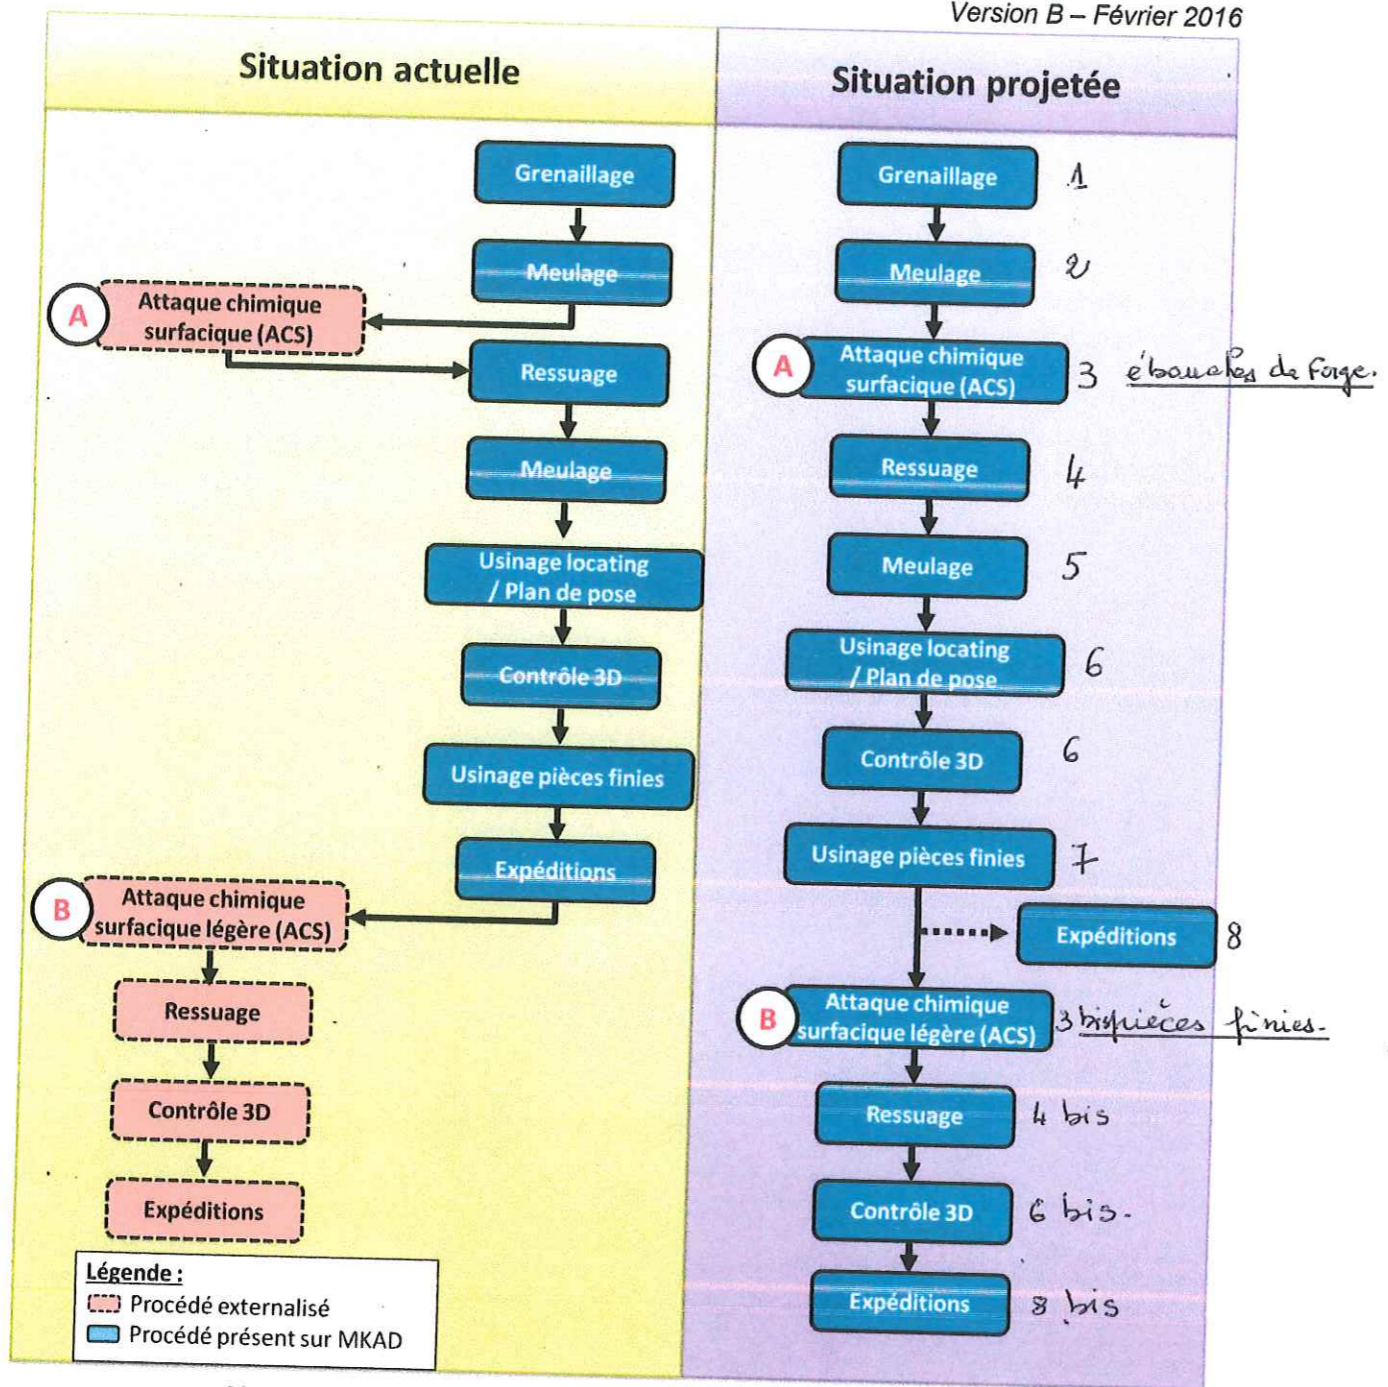 Version B – Février 2016
Situation actuelle
Grenaillage
Meulage
A
Attaque chimique
surfacique (ACS)
Ressuage
Meulage
Usinage locating
/ Plan de pose
Contrôle 3D
Usinage pièces finies
Expéditions
B
Attaque chimique
surfacique légère (ACS)
Ressuage
Contrôle 3D
Expéditions
Légende :
Procédé externalisé
Procédé présent sur MKAD
Situation projetée
Grenaillage 1
Meulage 2
A
Attaque chimique
surfacique (ACS) 3 ébauches de forge.
Ressuage 4
Meulage 5
Usinage locating
/ Plan de pose 6
Contrôle 3D 6
Usinage pièces finies 7
Expéditions 8
B
Attaque chimique
surfacique légère (ACS) 3 bis pièces finies.
Ressuage 4 bis
Contrôle 3D 6 bis.
Expéditions 8 bis